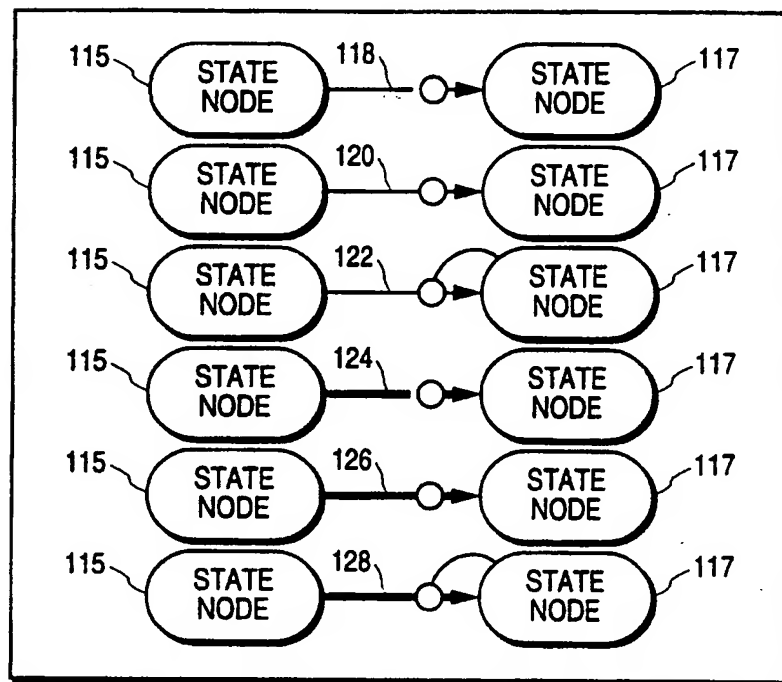 115 STATE NODE 118 STATE NODE 117
115 STATE NODE 120 STATE NODE 117
115 STATE NODE 122 STATE NODE 117
115 STATE NODE 124 STATE NODE 117
115 STATE NODE 126 STATE NODE 117
115 STATE NODE 128 STATE NODE 117